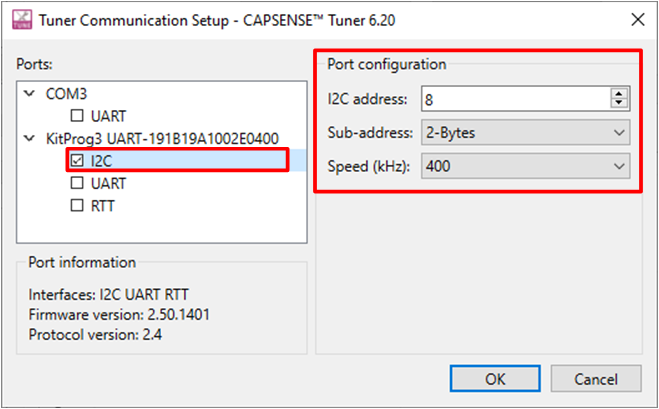 Tuner Communication Setup - CAPSENSE™ Tuner 6.20
Ports:
COM3
UART
KitProg3 UART-191B19A1002E0400
I2C
UART
RTT
Port information
Interfaces: I2C UART RTT
Firmware version: 2.50.1401
Protocol version: 2.4
Port configuration
I2C address: 8
Sub-address: 2-Bytes
Speed (kHz): 400
OK
Cancel